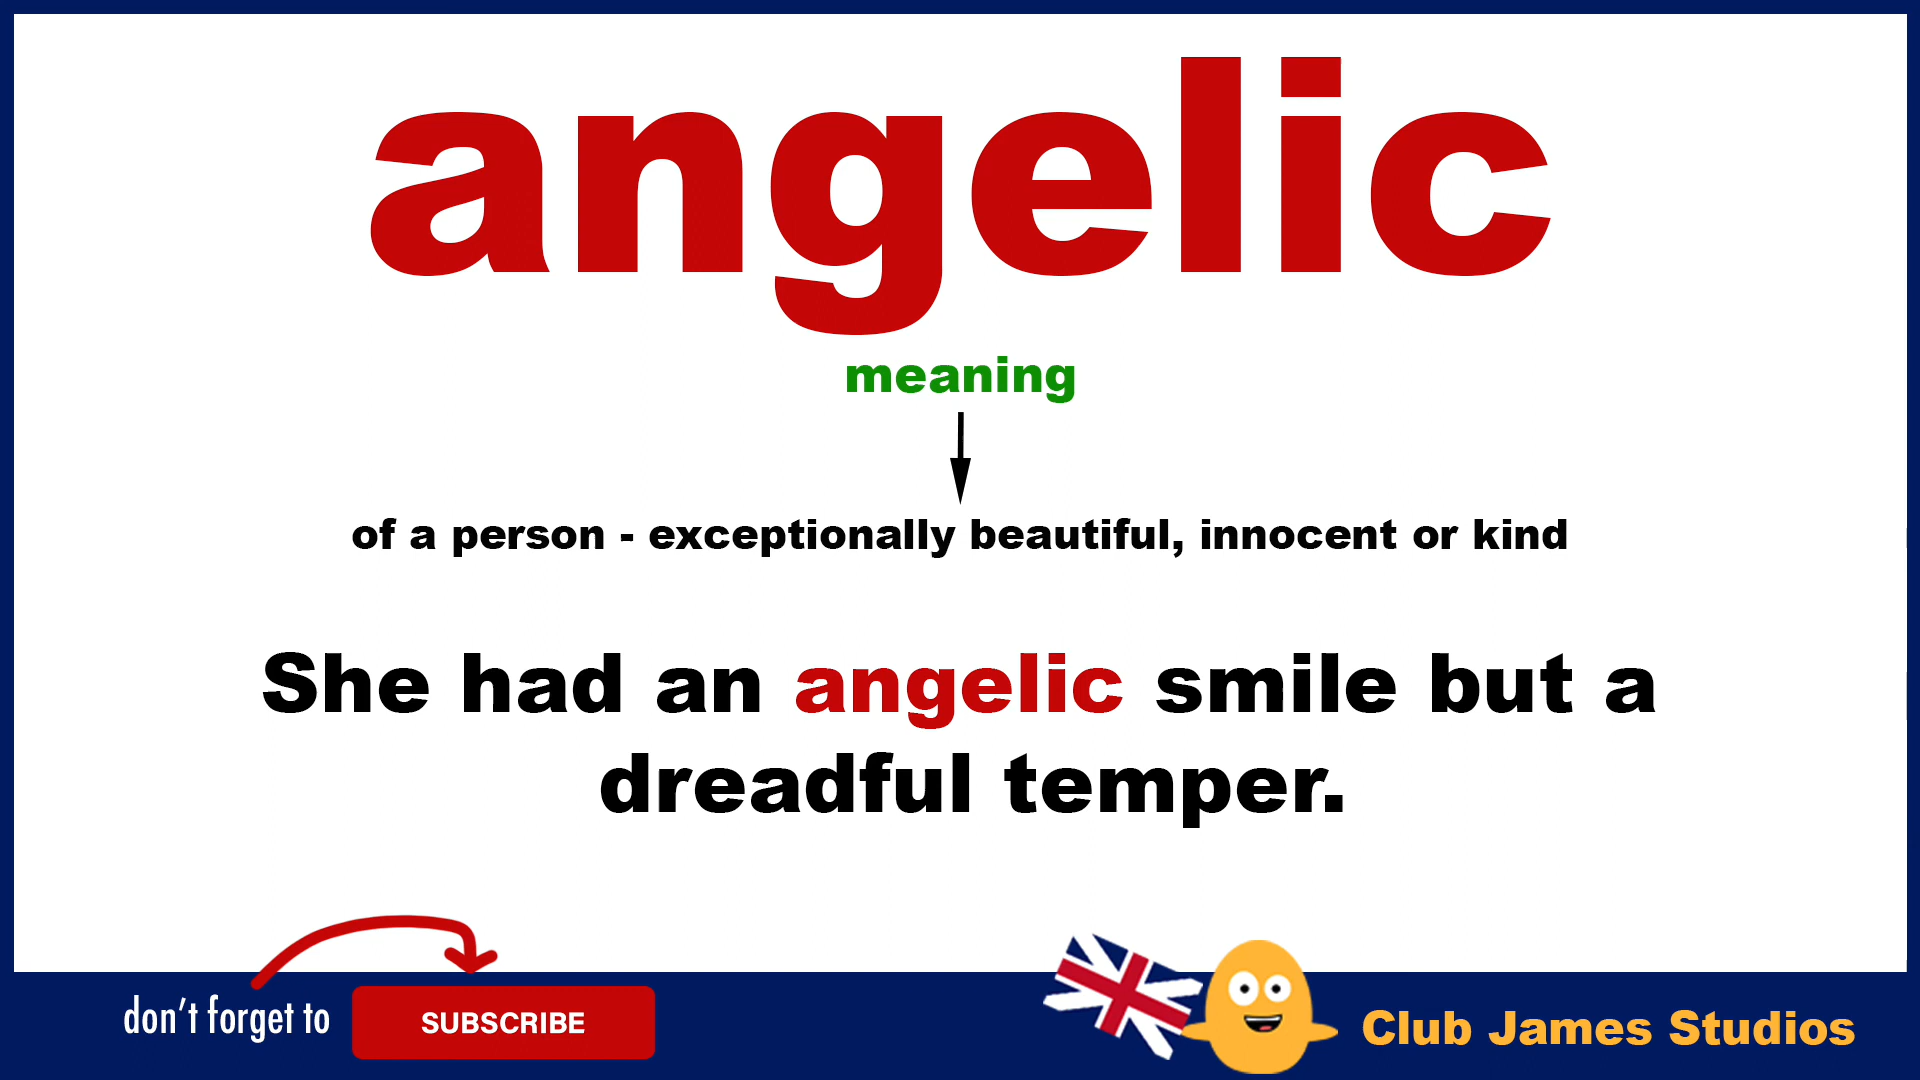 angelic
meaning
of a person - exceptionally beautiful, innocent or kind
She had an angelic smile but a
dreadful temper.
don't forget to
SUBSCRIBE
Club James Studios